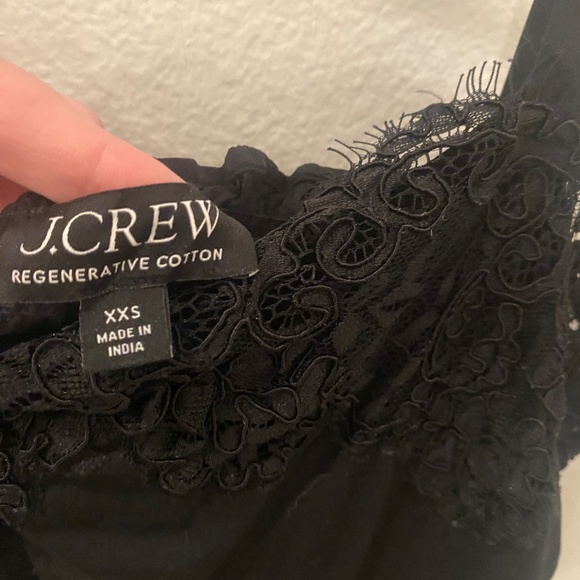 J.CREW
REGENERATIVE COTTON
XXS
MADE IN
INDIA